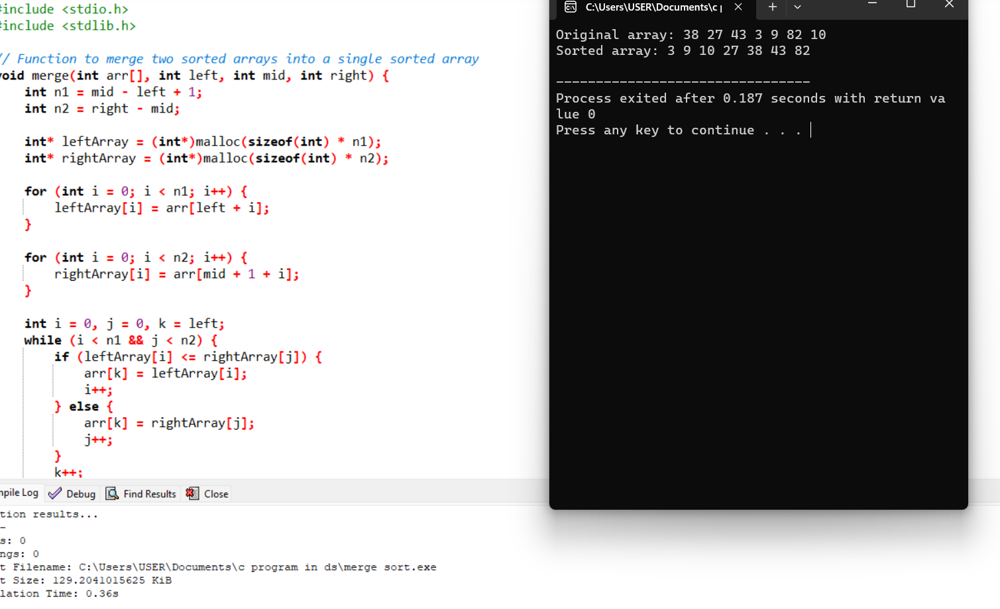 #include <stdio.h>
#include <stdlib.h>
// Function to merge two sorted arrays into a single sorted array
void merge(int arr[], int left, int mid, int right) {
int n1 = mid - left + 1;
int n2 = right - mid;
int* leftArray = (int*)malloc(sizeof(int) * n1);
int* rightArray = (int*)malloc(sizeof(int) * n2);
for (int i = 0; i < n1; i++) {
leftArray[i] = arr[left + i];
}
for (int i = 0; i < n2; i++) {
rightArray[i] = arr[mid + 1 + i];
}
int i = 0, j = 0, k = left;
while (i < n1 && j < n2) {
if (leftArray[i] <= rightArray[j]) {
arr[k] = leftArray[i];
i++;
} else {
arr[k] = rightArray[j];
j++;
}
k++;
mpile Log Debug Find Results Close
tion results...
--
s: 0
ngs: 0
t Filename: C:\Users\USER\Documents\c program in ds\merge sort.exe
t Size: 129.2041015625 KiB
lation Time: 0.36s
C:\Users\USER\Documents\c p
Original array: 38 27 43 3 9 82 10
Sorted array: 3 9 10 27 38 43 82
--------------------------------
Process exited after 0.187 seconds with return va
lue 0
Press any key to continue . . .